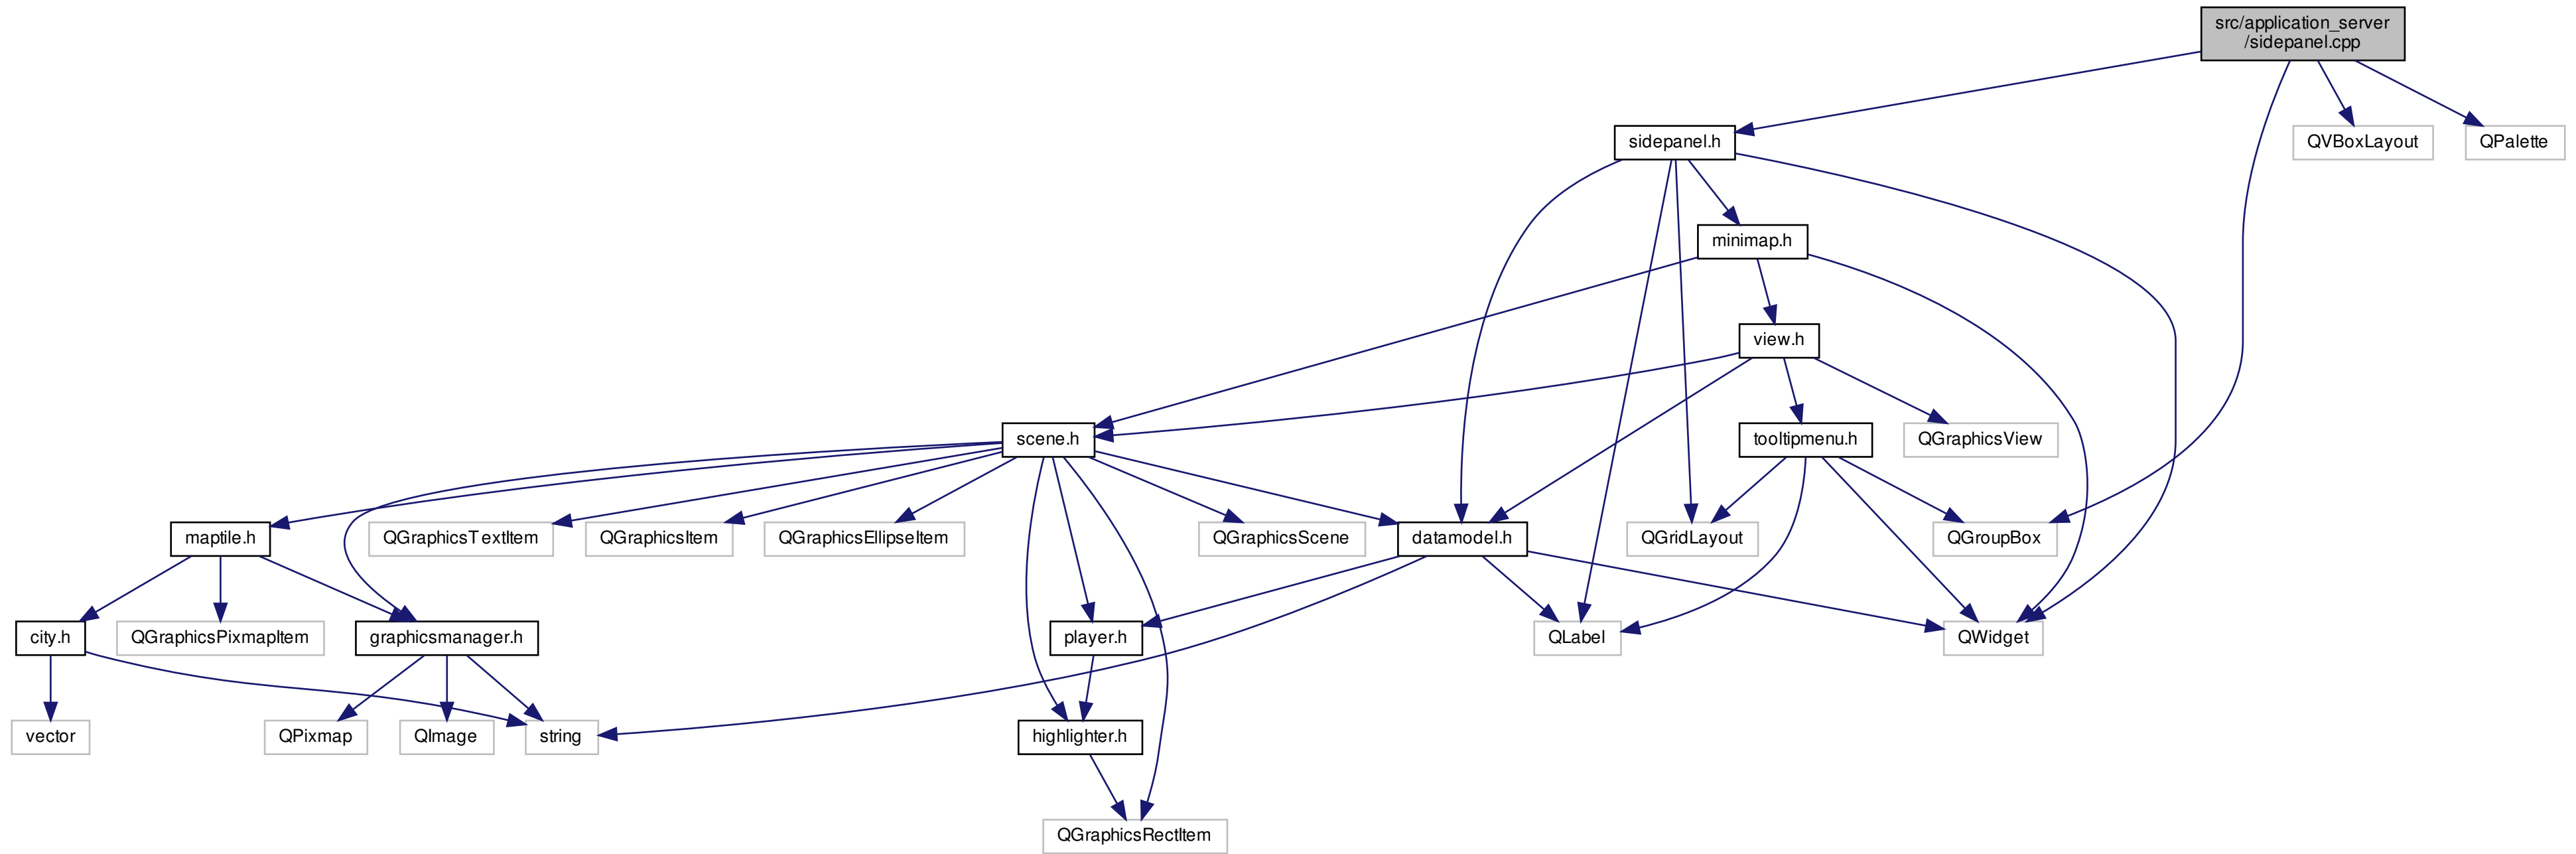 src/application_server
/sidepanel.cpp
sidepanel.h
QVBoxLayout
QPalette
minimap.h
view.h
scene.h
tooltipmenu.h
QGraphicsView
maptile.h
QGraphicsTextItem
QGraphicsItem
QGraphicsEllipseItem
QGraphicsScene
datamodel.h
QGridLayout
QGroupBox
city.h
QGraphicsPixmapItem
graphicsmanager.h
player.h
QLabel
QWidget
vector
QPixmap
QImage
string
highlighter.h
QGraphicsRectItem